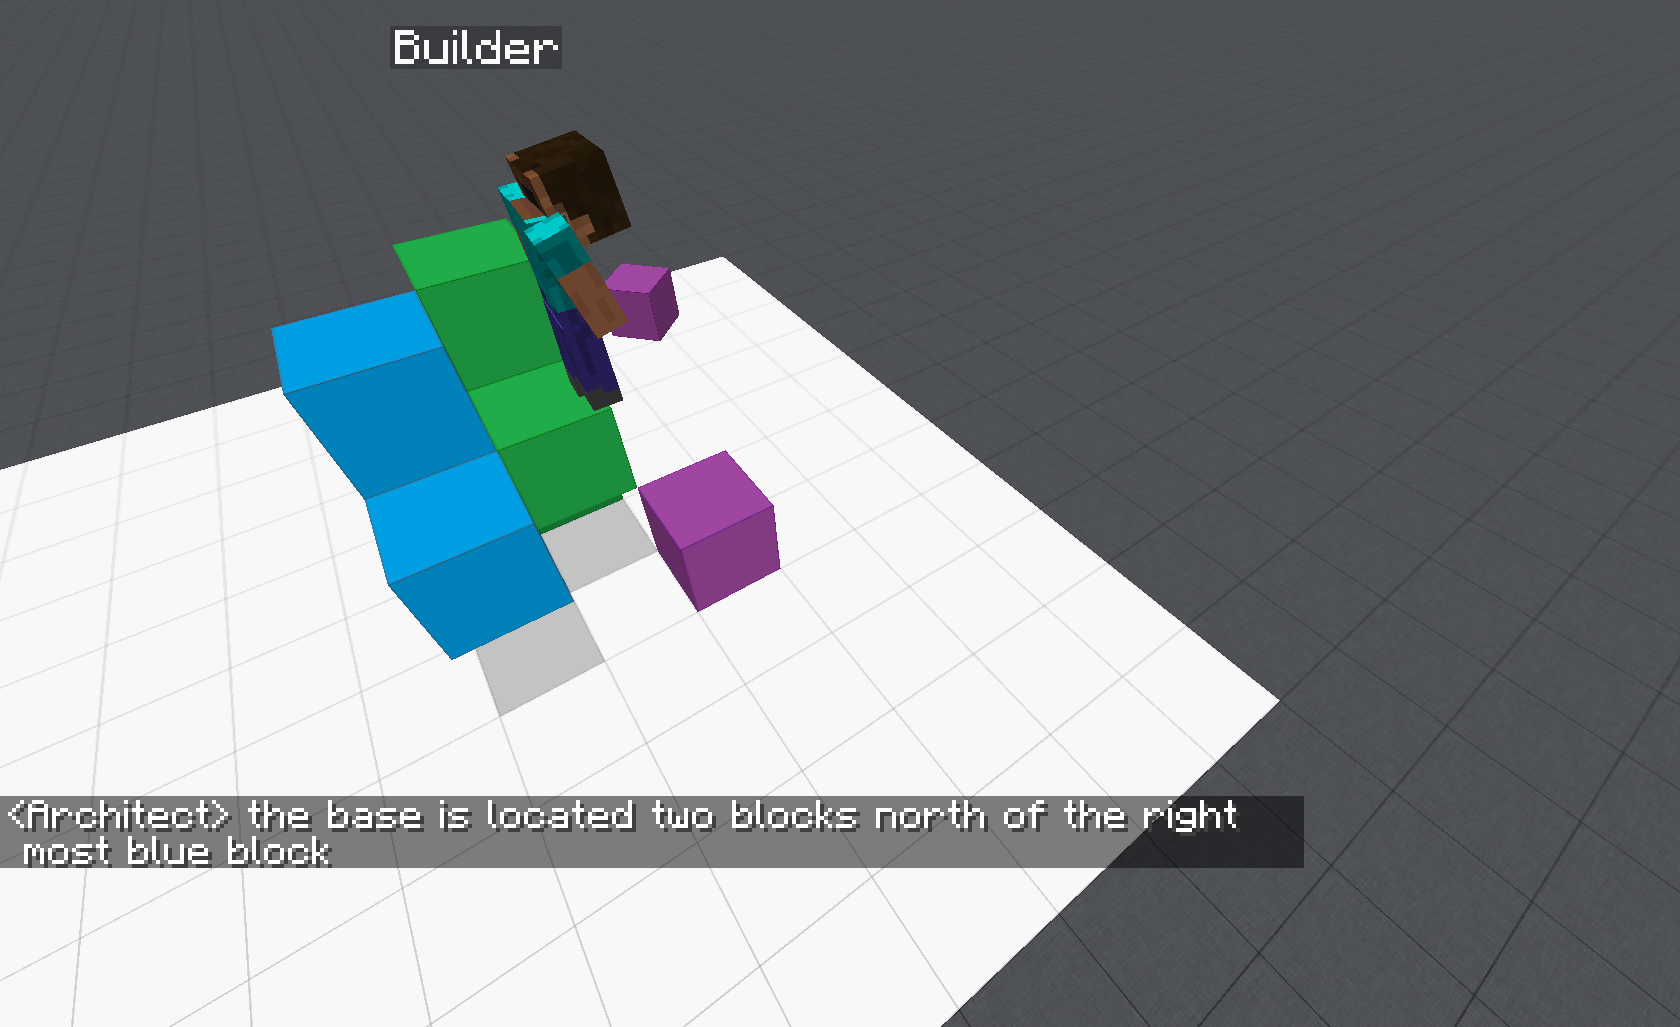 Builder
<Architect> the base is located two blocks north of the right
most blue block